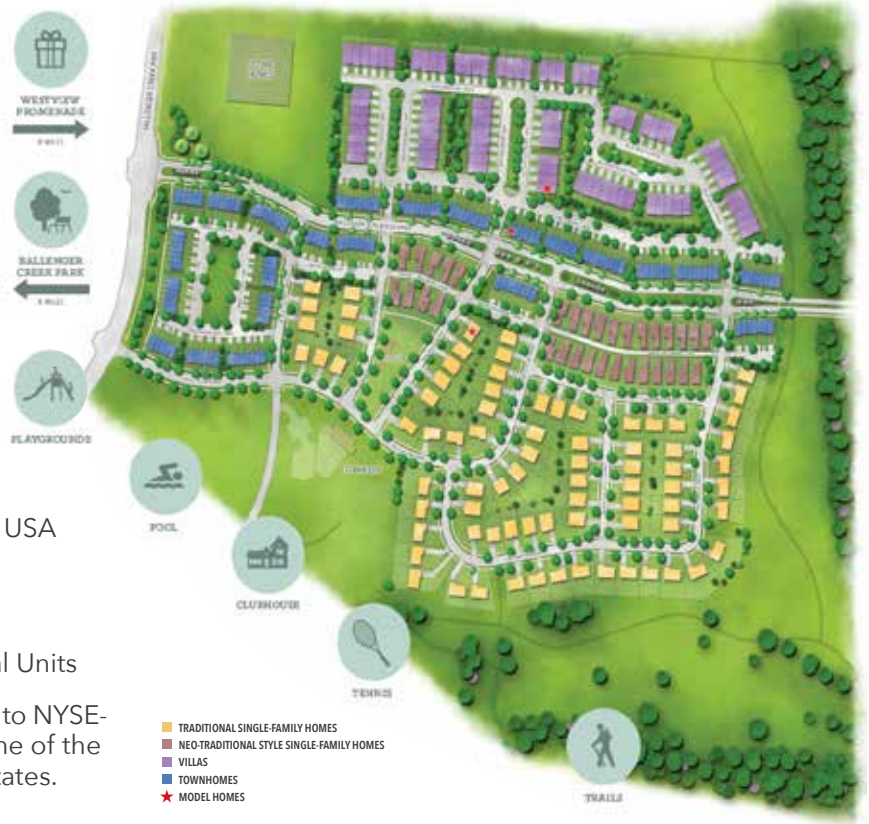 WESTVIEW
PROMENADE
BALLENGER
CREEK PARK
PLAYGROUNDS
POOL
CLUBHOUSE
TENNIS
TRAILS
USA
al Units
to NYSE-
ne of the
tates.
TRADITIONAL SINGLE-FAMILY HOMES
NEO-TRADITIONAL STYLE SINGLE-FAMILY HOMES
VILLAS
TOWNHOMES
MODEL HOMES